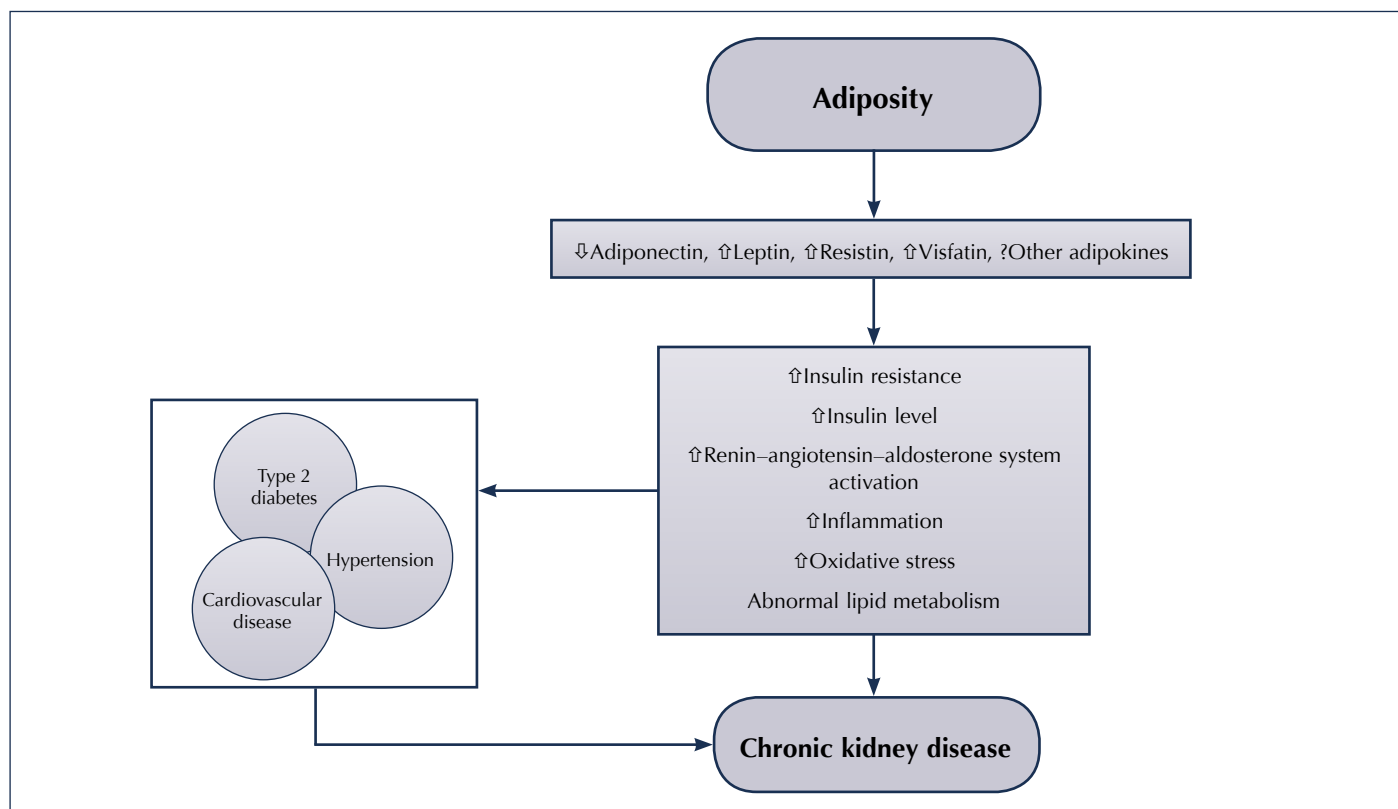 Adiposity
⇩Adiponectin, ⇧Leptin, ⇧Resistin, ⇧Visfatin, ?Other adipokines
⇧Insulin resistance
⇧Insulin level
⇧Renin–angiotensin–aldosterone system
activation
⇧Inflammation
⇧Oxidative stress
Abnormal lipid metabolism
Type 2
diabetes
Hypertension
Cardiovascular
disease
Chronic kidney disease